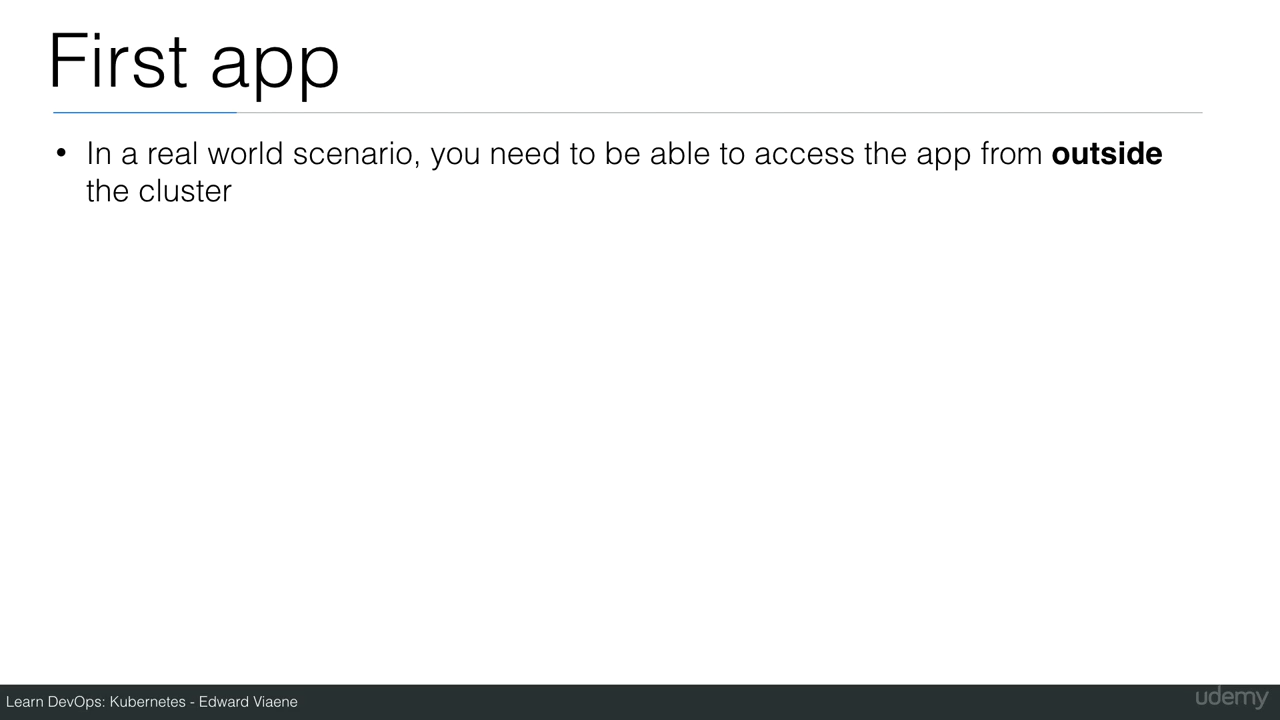 First app
• In a real world scenario, you need to be able to access the app from outside
the cluster
Learn DevOps: Kubernetes - Edward Viaene
udemy